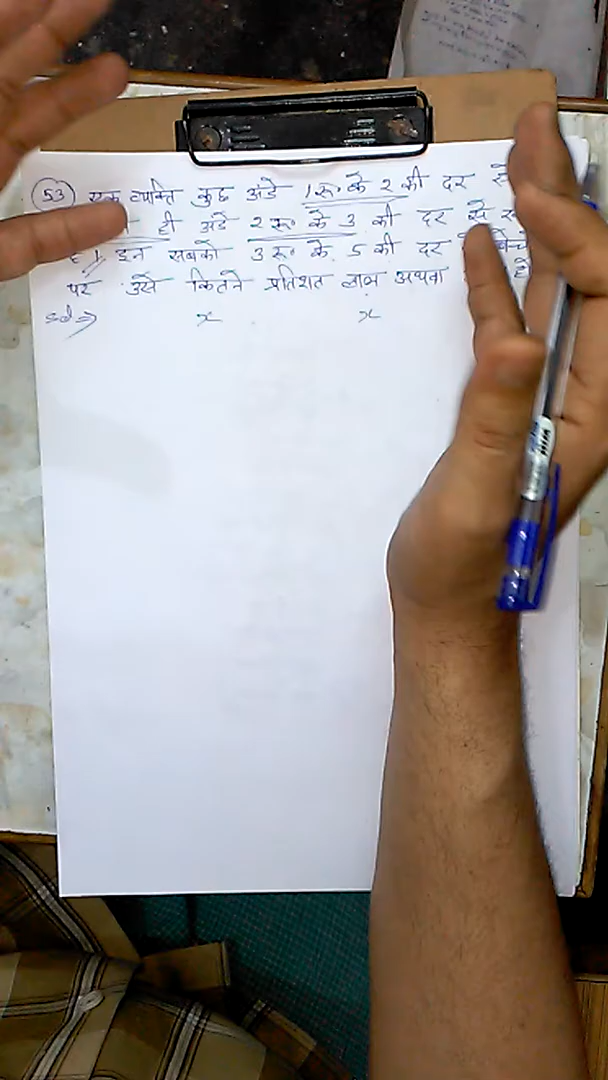 53) एक व्यक्ति कुछ अंडे 1 रू॰ के 2 की दर से
ही अंडे 2 रू॰ के 3 की दर से
है। इन सबको 3 रू॰ के 5 की दर
पर उसे कितने प्रतिशत लाभ अथवा
sol ⇒ x x